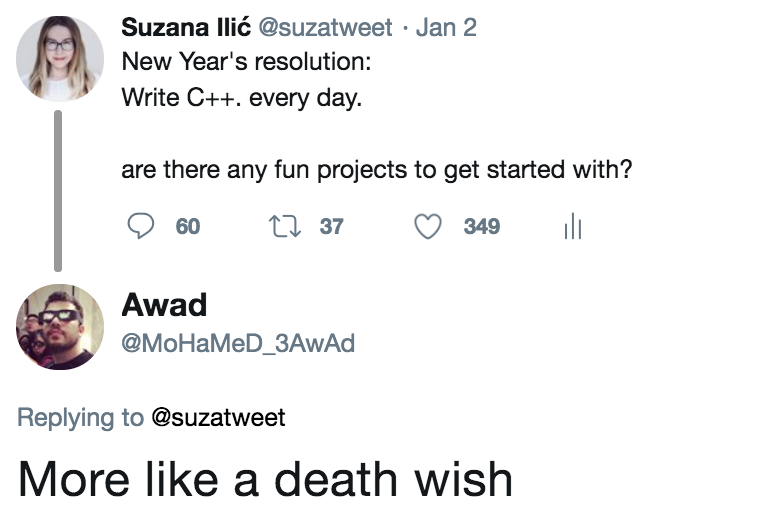 Suzana Ilić @suzatweet · Jan 2
New Year's resolution:
Write C++. every day.
are there any fun projects to get started with?
60 37 349
Awad
@MoHaMeD_3AwAd
Replying to @suzatweet
More like a death wish